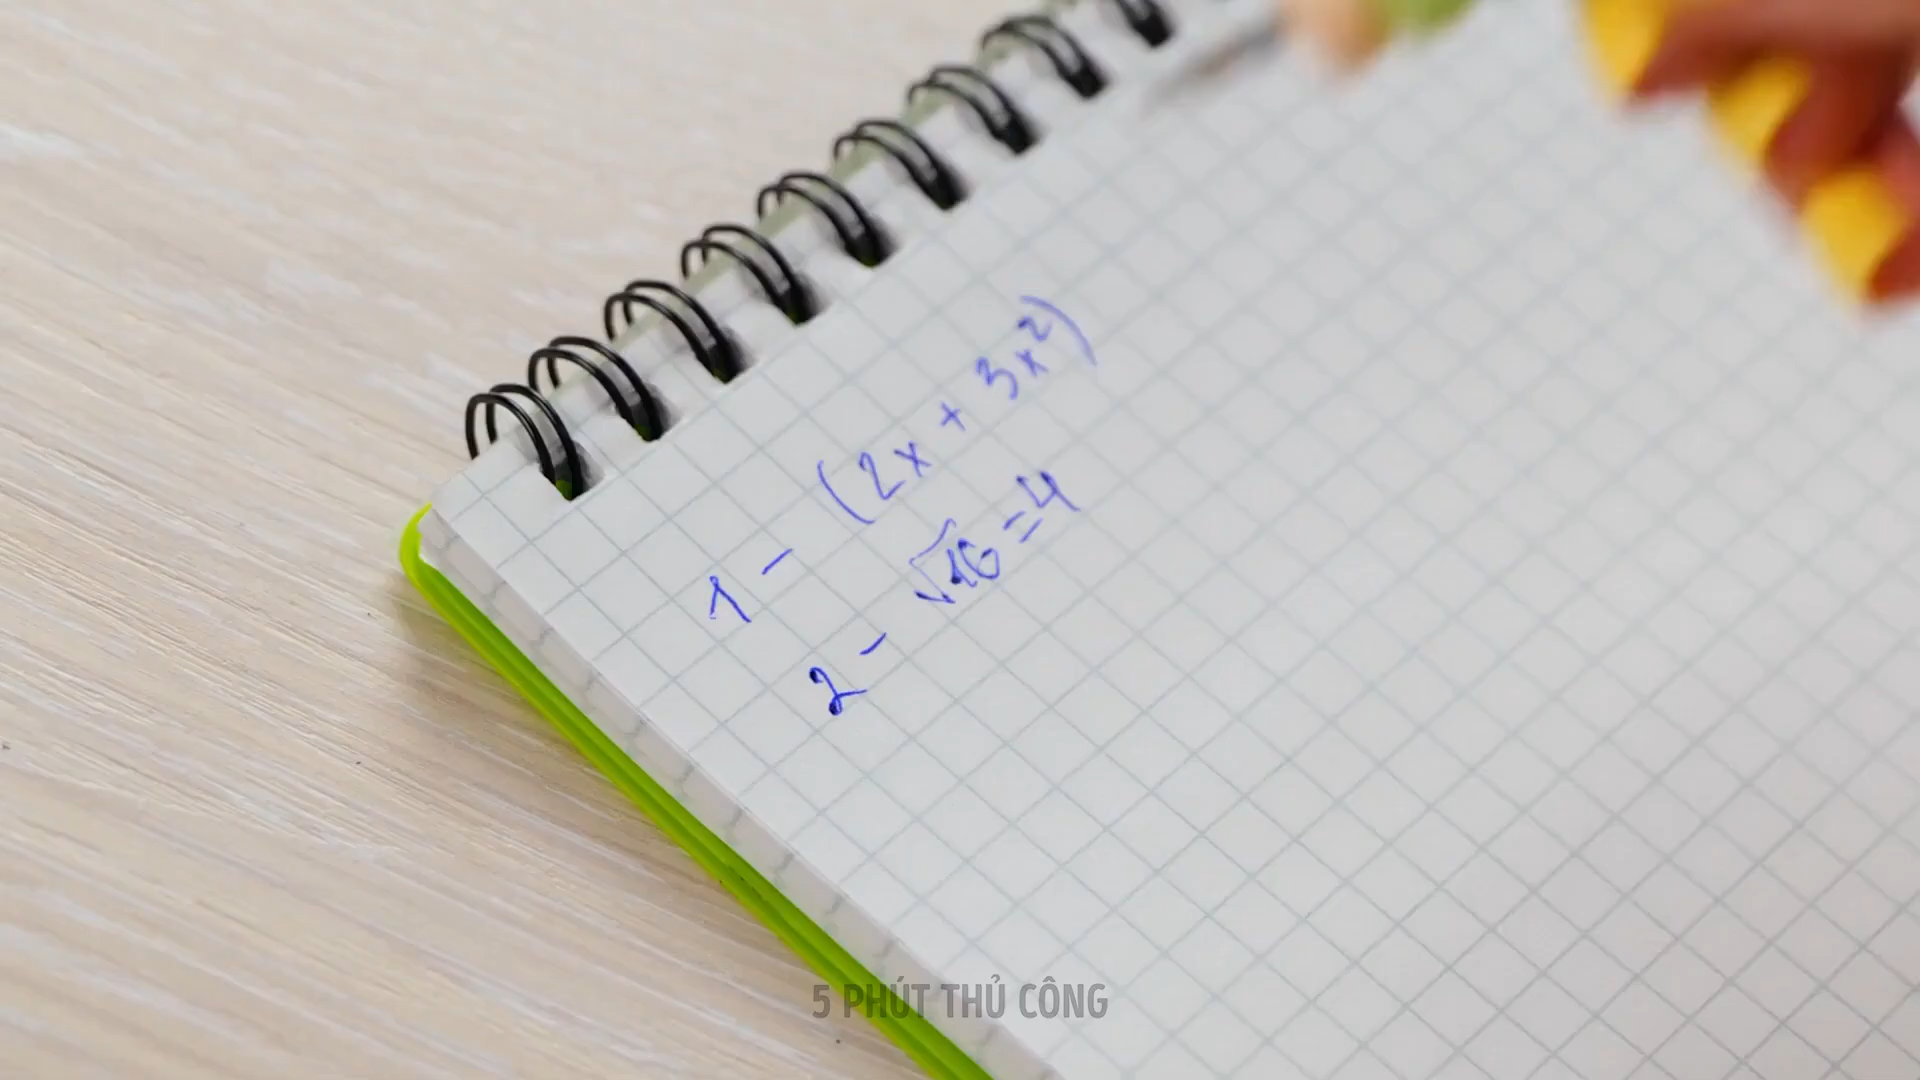 1 - (2x + 3x²)
2 - √16 = 4
5 PHÚT THỦ CÔNG